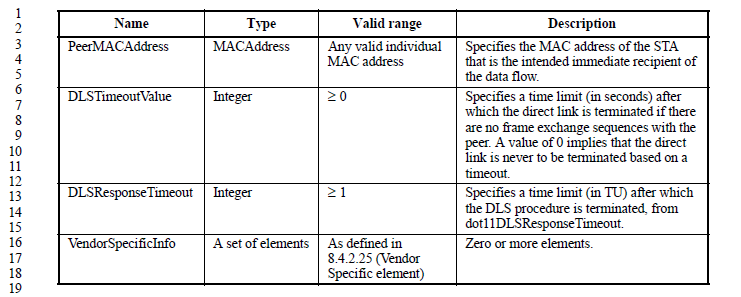 1
2
3
4
5
6
7
8
9
10
11
12
13
14
15
16
17
18
19
Name Type Valid range Description
PeerMACAddress MACAddress Any valid individual Specifies the MAC address of the STA
MAC address that is the intended immediate recipient of
the data flow.
DLSTimeoutValue Integer ≥ 0 Specifies a time limit (in seconds) after
which the direct link is terminated if there
are no frame exchange sequences with the
peer. A value of 0 implies that the direct
link is never to be terminated based on a
timeout.
DLSResponseTimeout Integer ≥ 1 Specifies a time limit (in TU) after which
the DLS procedure is terminated, from
dot11DLSResponseTimeout.
VendorSpecificInfo A set of elements As defined in Zero or more elements.
8.4.2.25 (Vendor
Specific element)